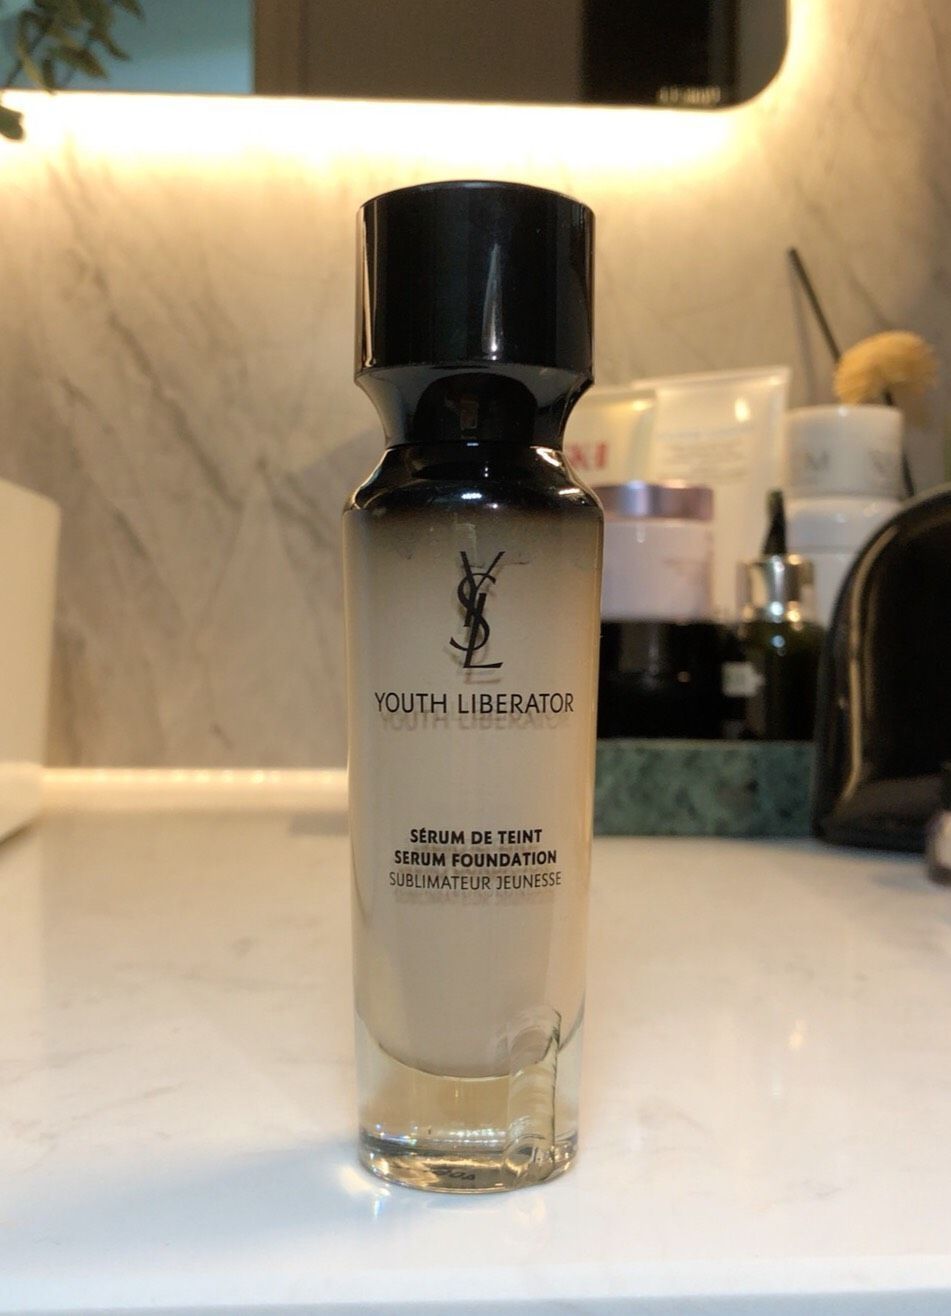 YSL
YOUTH LIBERATOR
SÉRUM DE TEINT
SERUM FOUNDATION
SUBLIMATEUR JEUNESSE